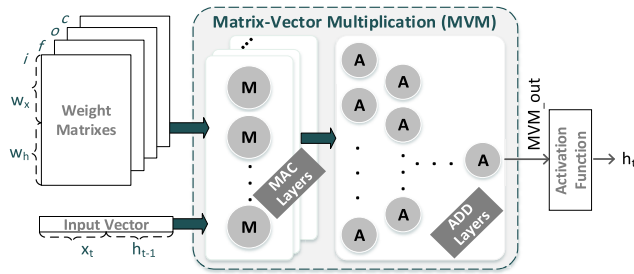 Matrix-Vector Multiplication (MVM)
c
o
f
i
Wx
Wh
Weight
Matrixes
Input Vector
xt
ht-1
M
M
M
MAC
Layers
A
A
A
A
A
A
A
ADD
Layers
MVM_out
Activation
Function
ht